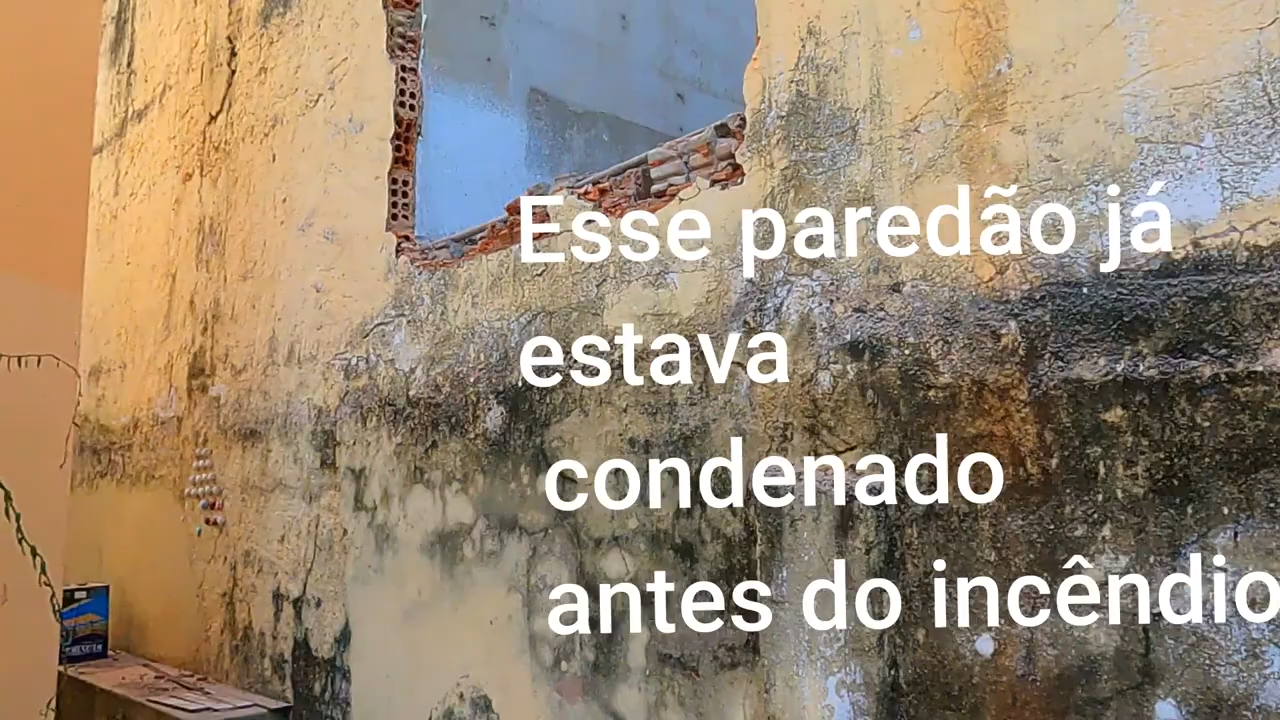 Esse paredão já
estava
condenado
antes do incêndio